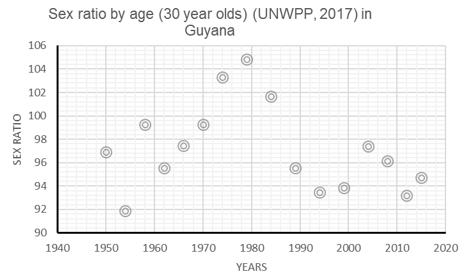 Sex ratio by age (30 year olds) (UNWPP, 2017) in
Guyana
106
104
102
100
98
96
94
92
90
SEX RATIO
1940 1950 1960 1970 1980 1990 2000 2010 2020
YEARS